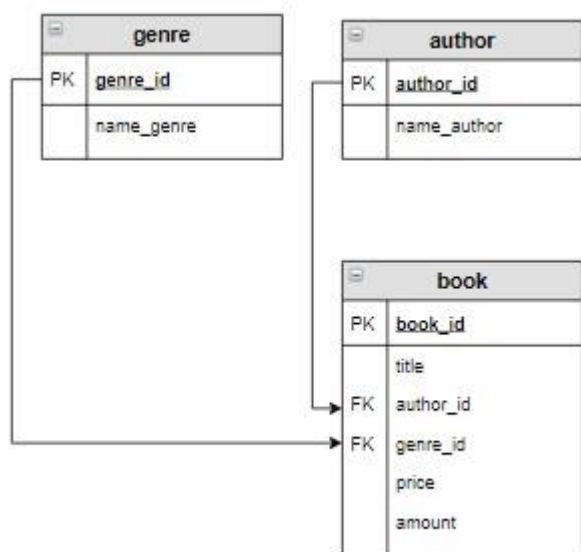 genre
PK genre_id
name_genre
author
PK author_id
name_author
book
PK book_id
title
FK author_id
FK genre_id
price
amount